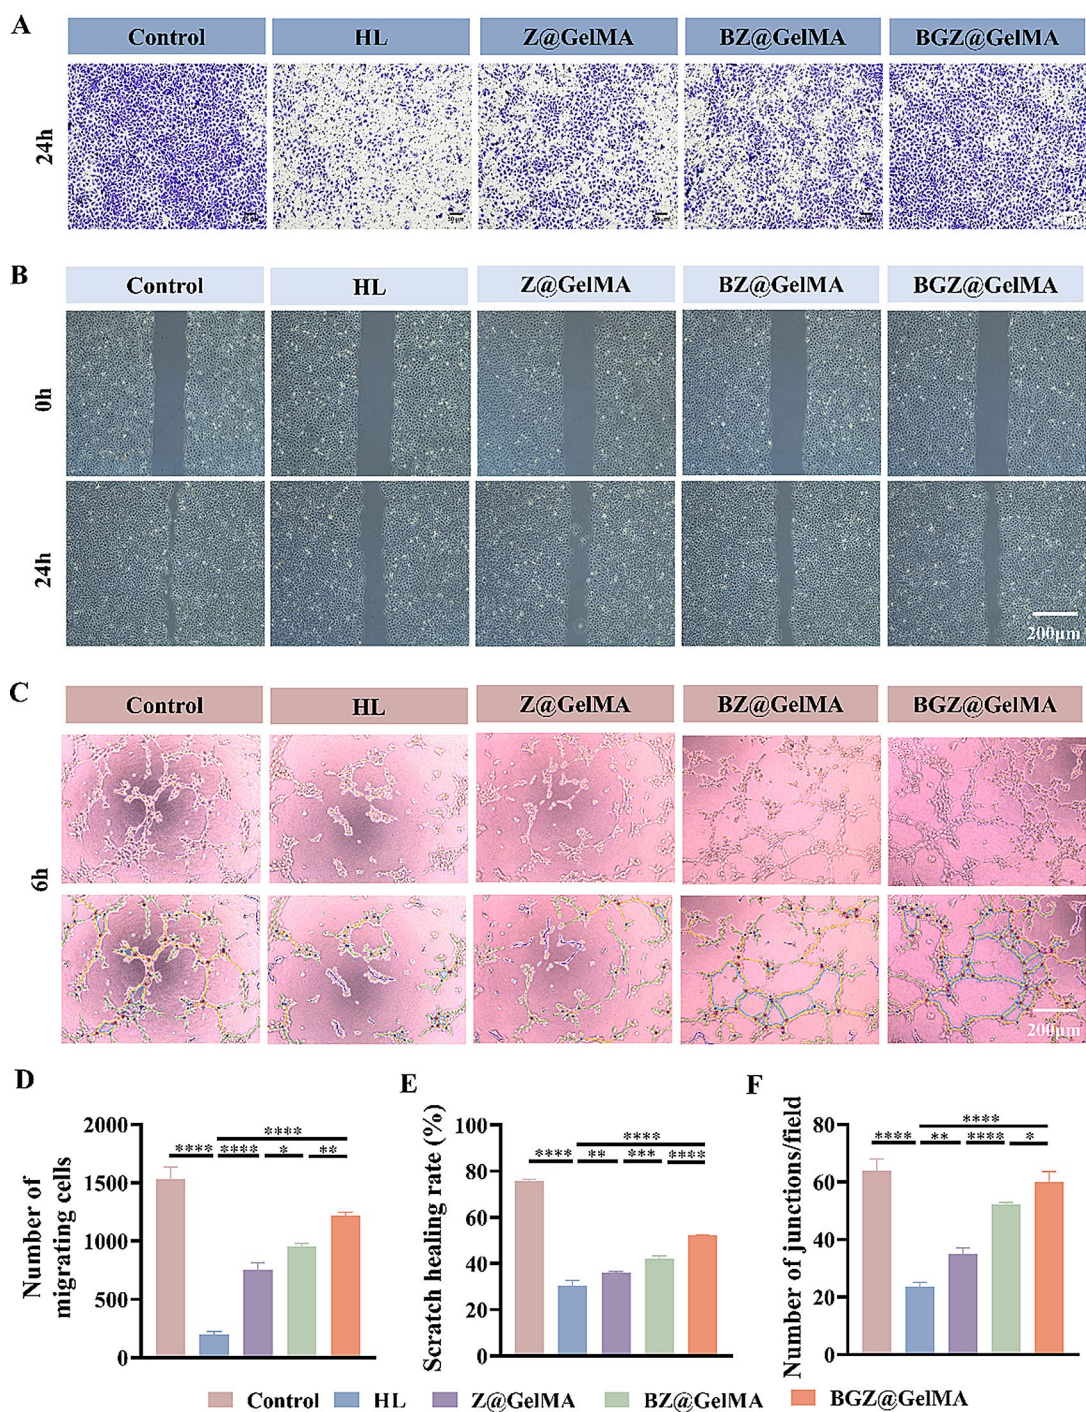 A
Control HL Z@GelMA BZ@GelMA BGZ@GelMA
24h
50 μm
B
Control HL Z@GelMA BZ@GelMA BGZ@GelMA
0h
24h
200μm
C
Control HL Z@GelMA BZ@GelMA BGZ@GelMA
6h
200μm
D E F
Number of migrating cells
2000
1500
1000
500
0
****
**** **** * **
Scratch healing rate (%)
100
80
60
40
20
0
****
**** ** *** ****
Number of junctions/field
80
60
40
20
0
****
**** ** **** *
Control HL Z@GelMA BZ@GelMA BGZ@GelMA